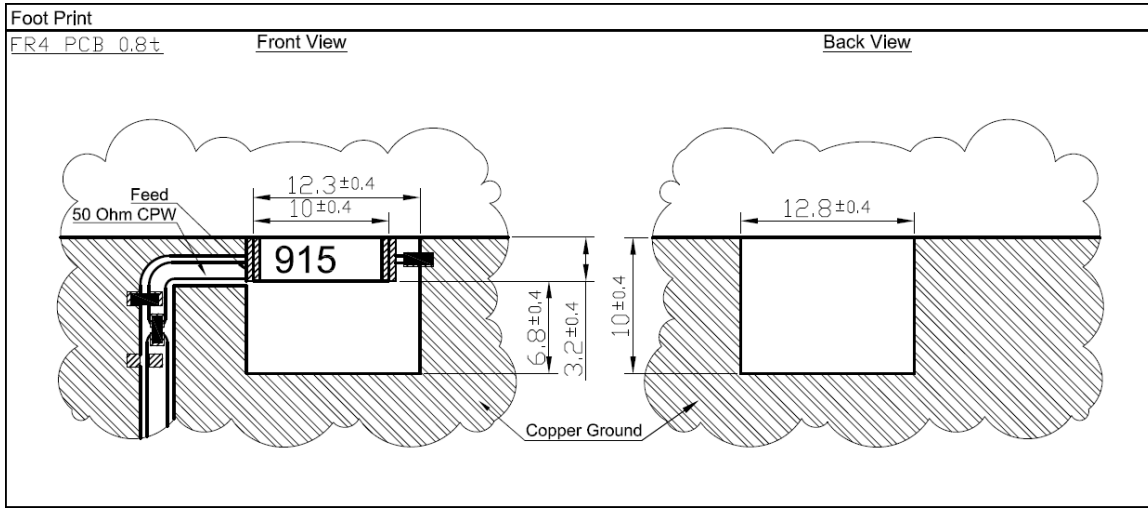 Foot Print
FR4 PCB 0.8t
Front View
Back View
12.3±0.4
10±0.4
12.8±0.4
Feed
50 Ohm CPW
915
6.8±0.4
3.2±0.4
10±0.4
Copper Ground